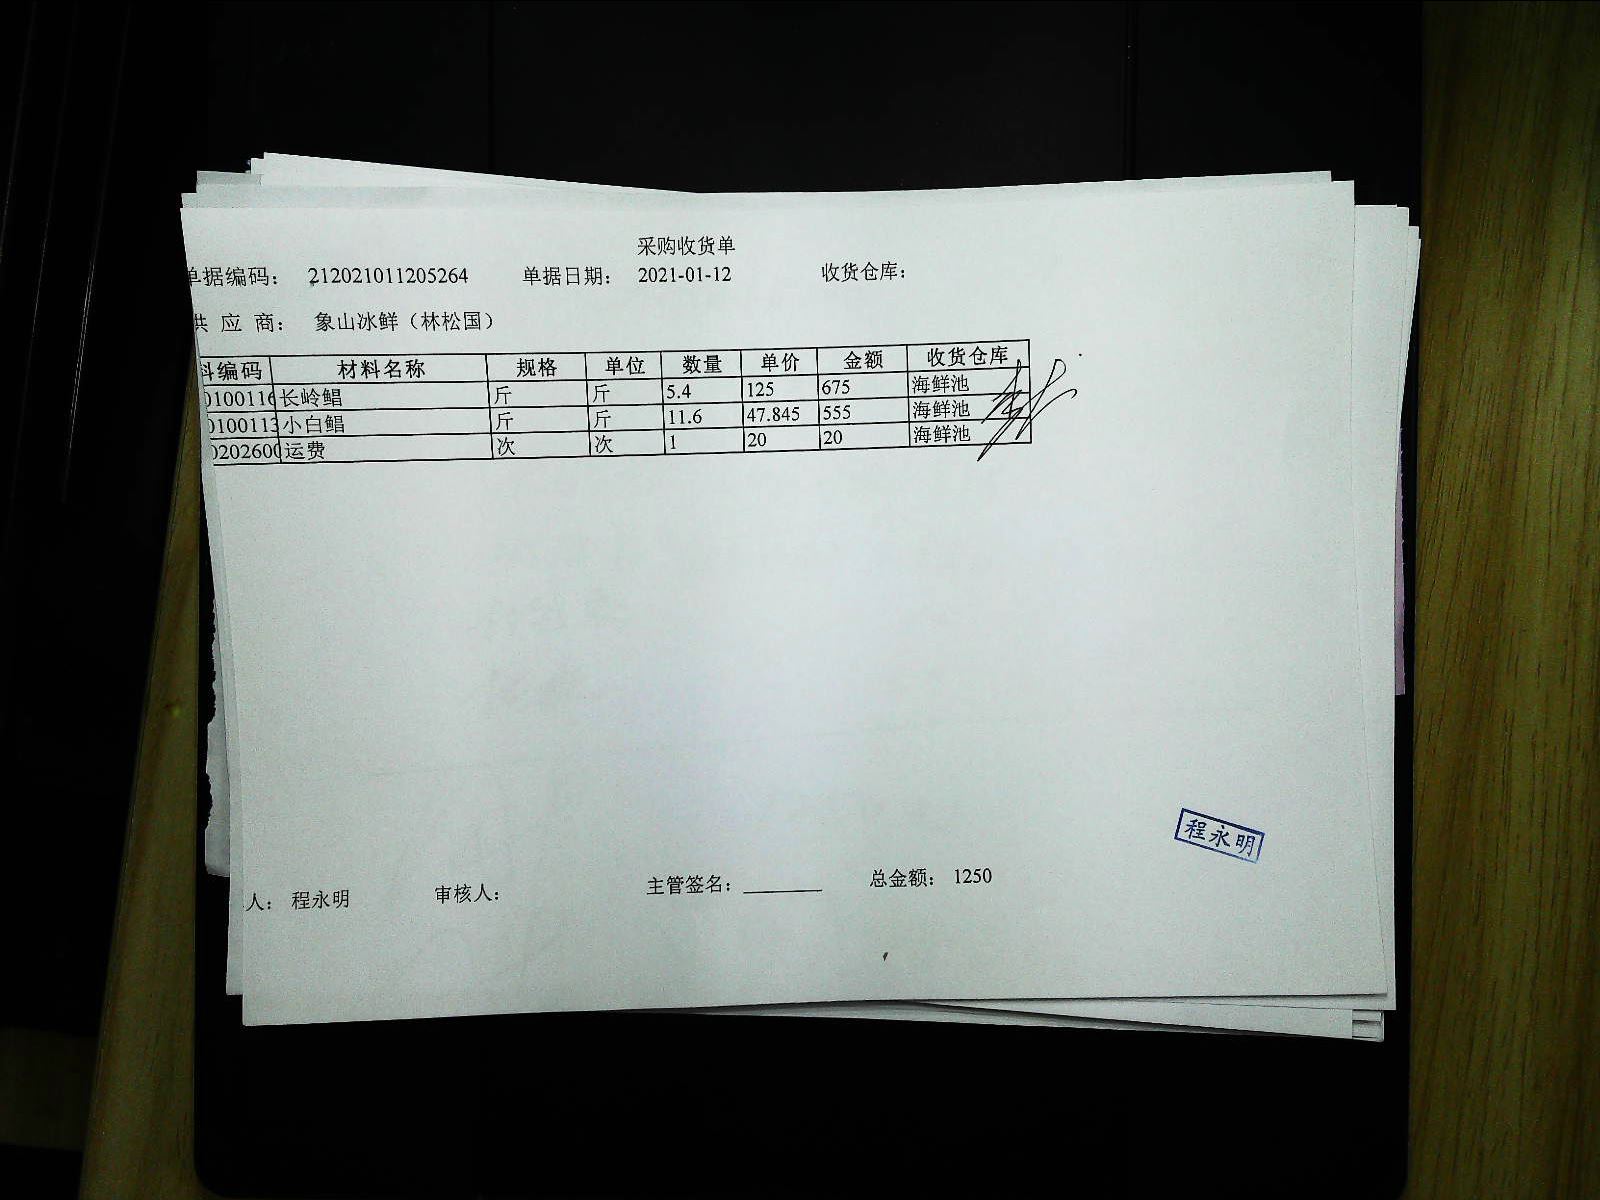 采购收货单
单据编码： 212021011205264 单据日期： 2021-01-12 收货仓库：
供 应 商： 象山冰鲜（林松国）
料编码 材料名称 规格 单位 数量 单价 金额 收货仓库
0100116 长岭鲳 斤 斤 5.4 125 675 海鲜池
0100113 小白鲳 斤 斤 11.6 47.845 555 海鲜池
0202600 运费 次 次 1 20 20 海鲜池
程永明
人： 程永明 审核人： 主管签名：________ 总金额： 1250